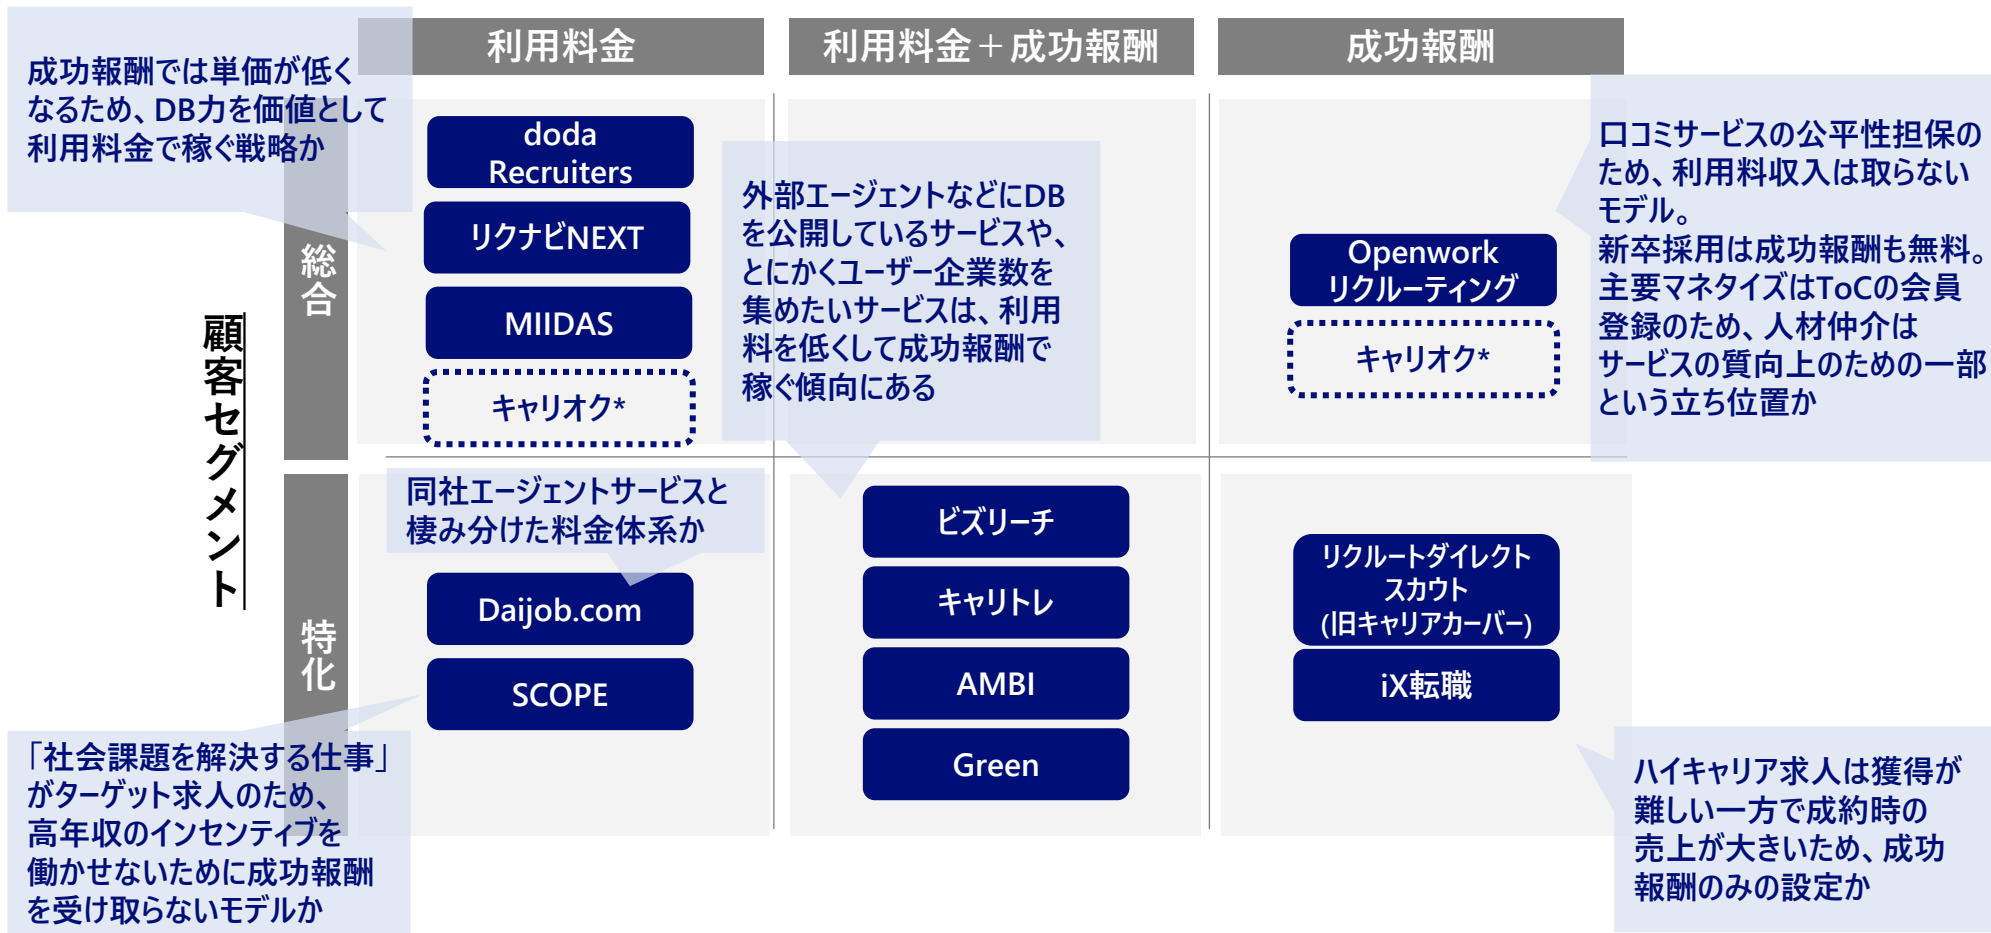 利用料金
利用料金＋成功報酬
成功報酬
成功報酬では単価が低く
なるため、DB力を価値として
利用料金で稼ぐ戦略か
顧客セグメント
総合
doda
Recruiters
リクナビNEXT
MIIDAS
キャリオク*
外部エージェントなどにDB
を公開しているサービスや、
とにかくユーザー企業数を
集めたいサービスは、利用
料を低くして成功報酬で
稼ぐ傾向にある
Openwork
リクルーティング
キャリオク*
口コミサービスの公平性担保の
ため、利用料収入は取らない
モデル。
新卒採用は成功報酬も無料。
主要マネタイズはToCの会員
登録のため、人材仲介は
サービスの質向上のための一部
という立ち位置か
特化
同社エージェントサービスと
棲み分けた料金体系か
Daijob.com
SCOPE
「社会課題を解決する仕事」
がターゲット求人のため、
高年収のインセンティブを
働かせないために成功報酬
を受け取らないモデルか
ビズリーチ
キャリトレ
AMBI
Green
リクルートダイレクト
スカウト
(旧キャリアカーバー)
iX転職
ハイキャリア求人は獲得が
難しい一方で成約時の
売上が大きいため、成功
報酬のみの設定か